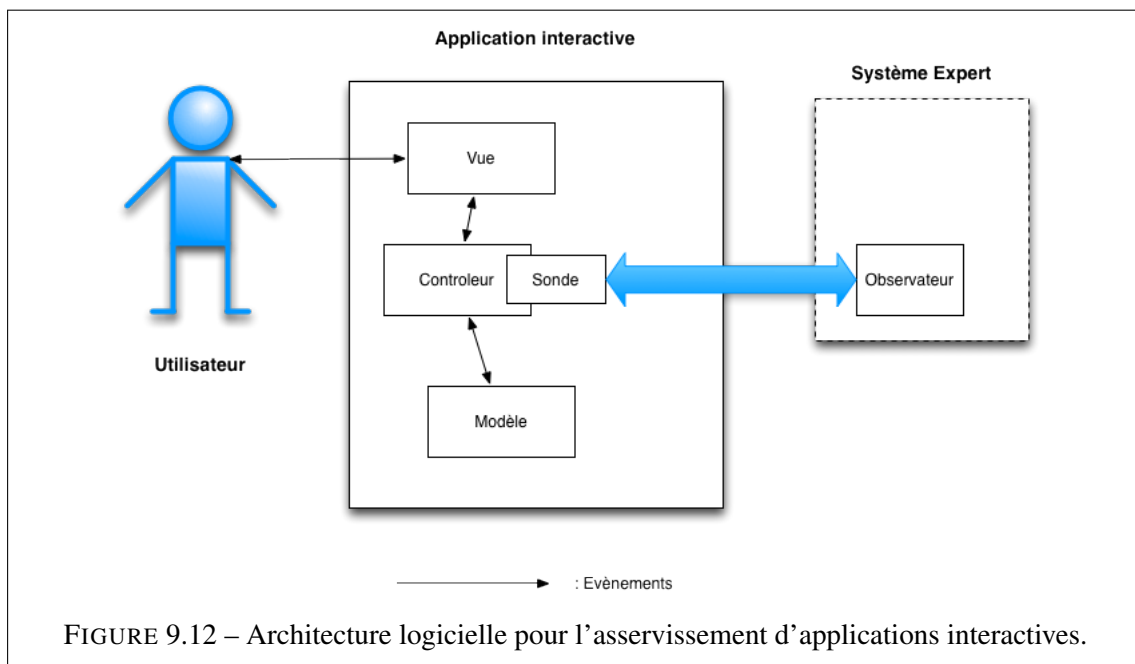 Application interactive
Système Expert
Vue
Controleur
Sonde
Observateur
Utilisateur
Modèle
: Evènements
FIGURE 9.12 – Architecture logicielle pour l'asservissement d'applications interactives.